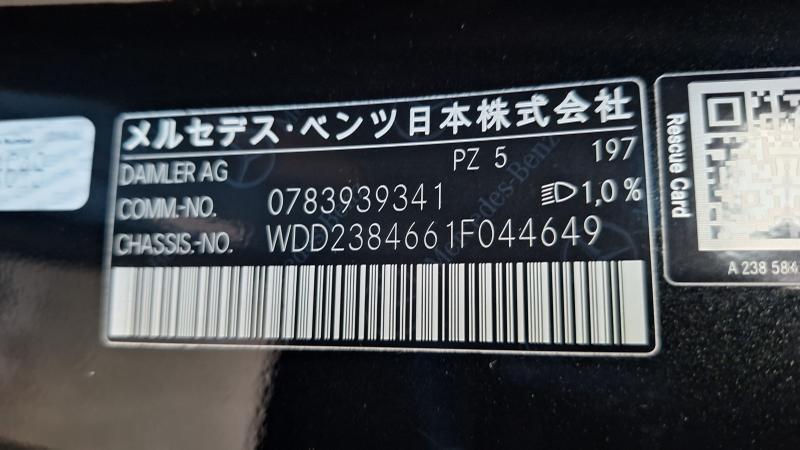 メルセデス・ベンツ日本株式会社
DAIMLER AG PZ 5 197
COMM.-NO. 0783939341 1,0 %
CHASSIS.-NO. WDD2384661F044649
Rescue Card
A 238 584